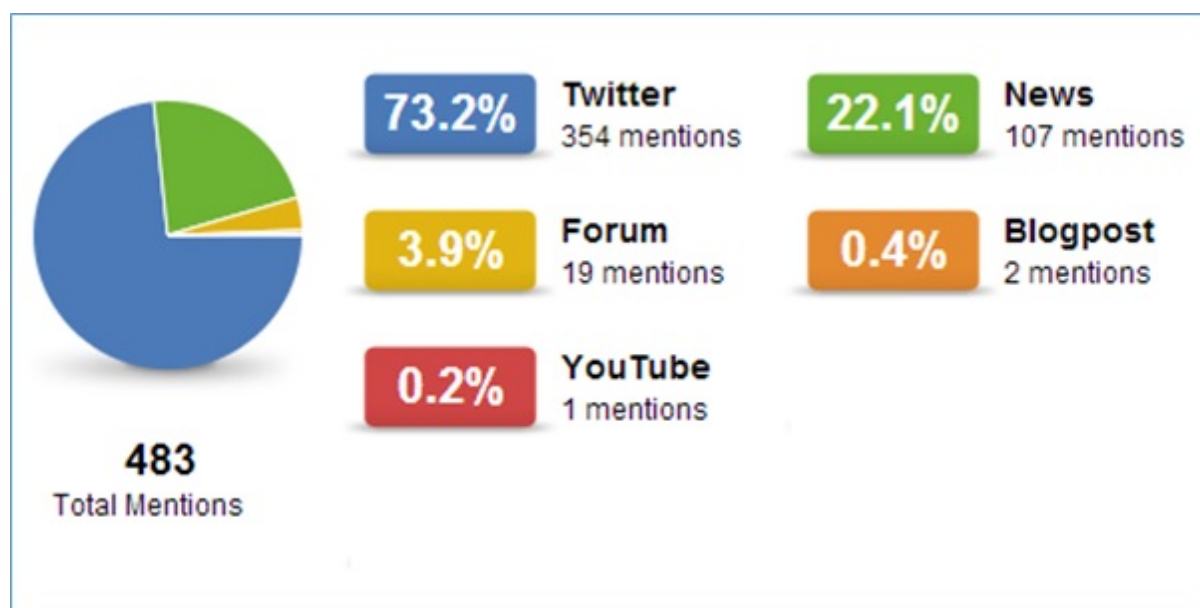 73.2%
Twitter
354 mentions
22.1%
News
107 mentions
3.9%
Forum
19 mentions
0.4%
Blogpost
2 mentions
0.2%
YouTube
1 mentions
483
Total Mentions